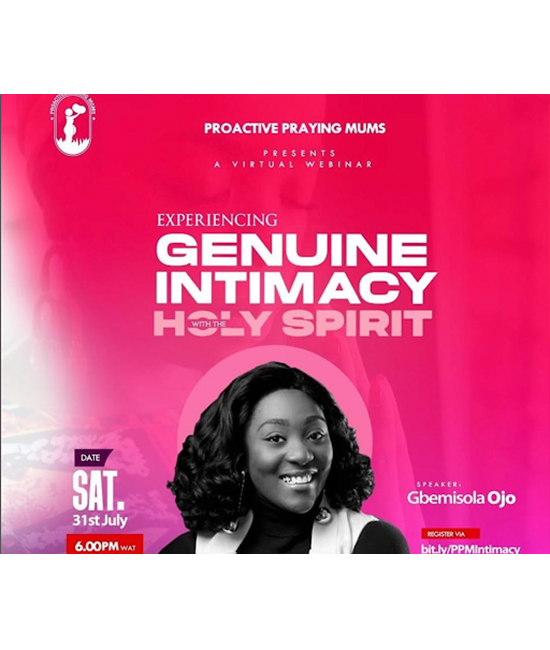 PROACTIVE PRAYING MUMS
PRESENTS
A VIRTUAL WEBINAR
EXPERIENCING
GENUINE
INTIMACY
WITH THE
HOLY SPIRIT
DATE
SAT.
31st July
6.00PM WAT
SPEAKER:
Gbemisola Ojo
REGISTER VIA
bit.ly/PPMIntimacy